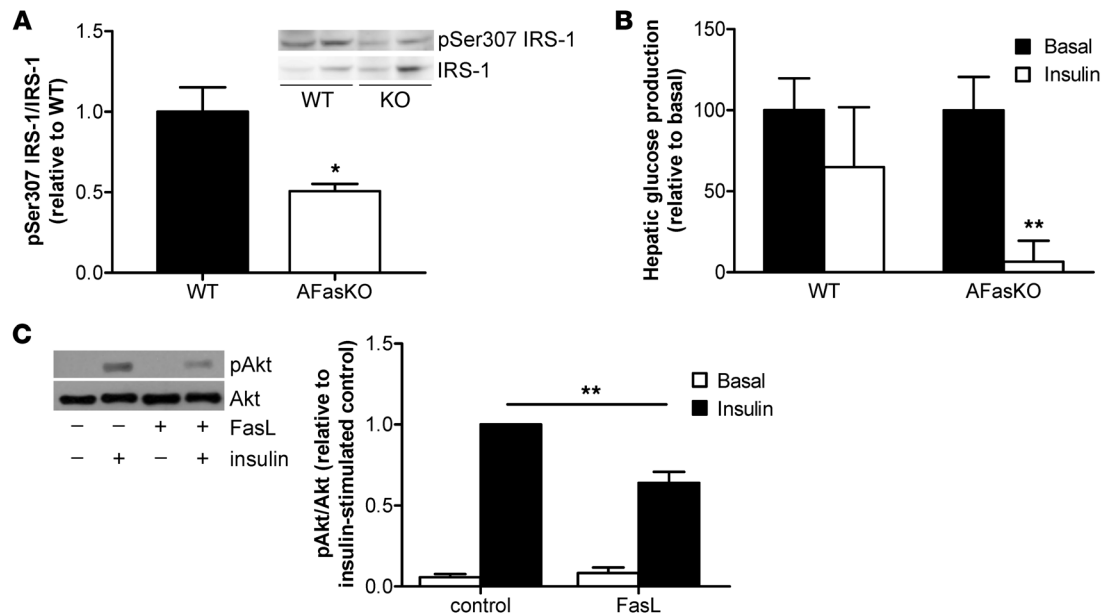 A
pSer307 IRS-1/IRS-1
(relative to WT)
1.5
1.0
0.5
0.0
WT
AFasKO
*
pSer307 IRS-1
IRS-1
WT KO
B
Hepatic glucose production
(relative to basal)
150
100
50
0
WT
AFasKO
**
Basal
Insulin
C
pAkt
Akt
– – + + FasL
– + – + insulin
pAkt/Akt (relative to
insulin-stimulated control)
1.5
1.0
0.5
0.0
control
FasL
**
Basal
Insulin